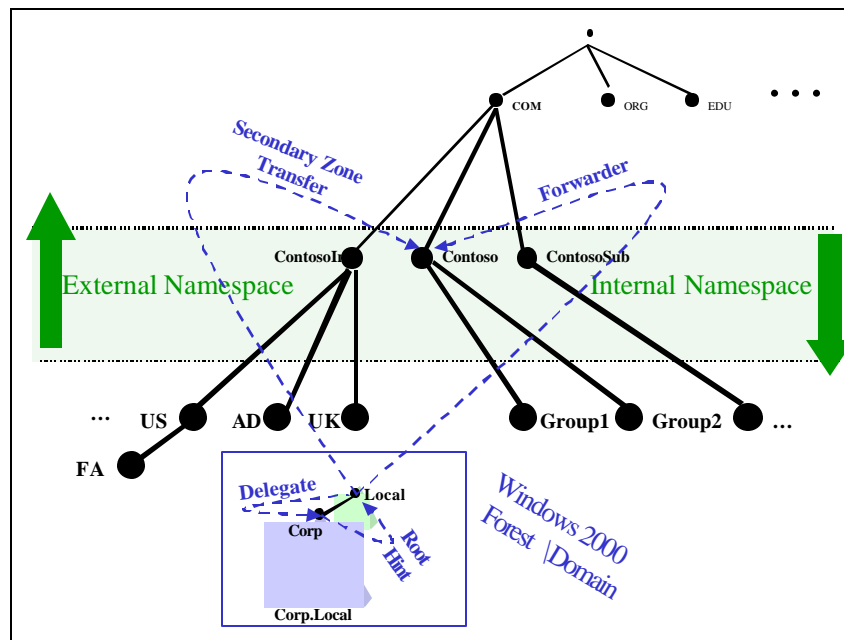 COM
ORG
EDU
• • •
Secondary Zone
Transfer
Forwarder
Contoso
ContosoSub
External Namespace
Internal Namespace
...
US
AD
UK
Group1
Group2
...
FA
Delegate
Local
Corp
Root
Hint
Corp.Local
Windows 2000
Forest |Domain